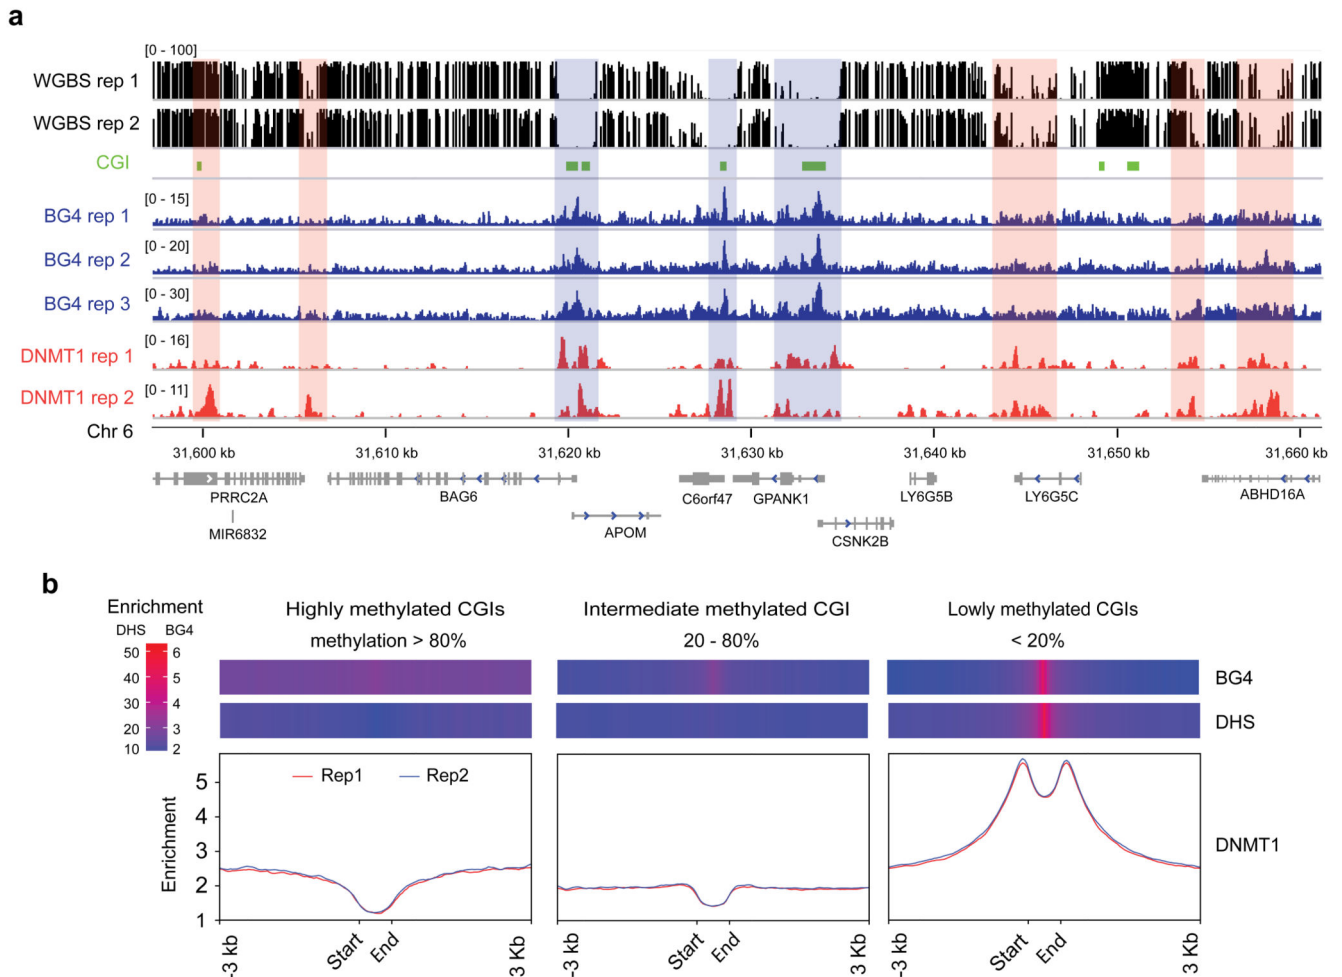 a
[0 - 100]
WGBS rep 1
WGBS rep 2
CGI
[0 - 15]
BG4 rep 1
[0 - 20]
BG4 rep 2
[0 - 30]
BG4 rep 3
[0 - 16]
DNMT1 rep 1
[0 - 11]
DNMT1 rep 2
Chr 6
31,600 kb 31,610 kb 31,620 kb 31,630 kb 31,640 kb 31,650 kb 31,660 kb
PRRC2A BAG6 C6orf47 GPANK1 LY6G5B LY6G5C ABHD16A
MIR6832 APOM CSNK2B
b
Enrichment
DHS BG4
50 6
40 5
30 4
20 3
10 2
Highly methylated CGIs Intermediate methylated CGI Lowly methylated CGIs
methylation > 80% 20 - 80% < 20%
BG4
DHS
Rep1 Rep2
Enrichment
5
4
3
2
1
DNMT1
-3 kb Start End 3 kb -3 kb Start End 3 kb -3 kb Start End 3 Kb